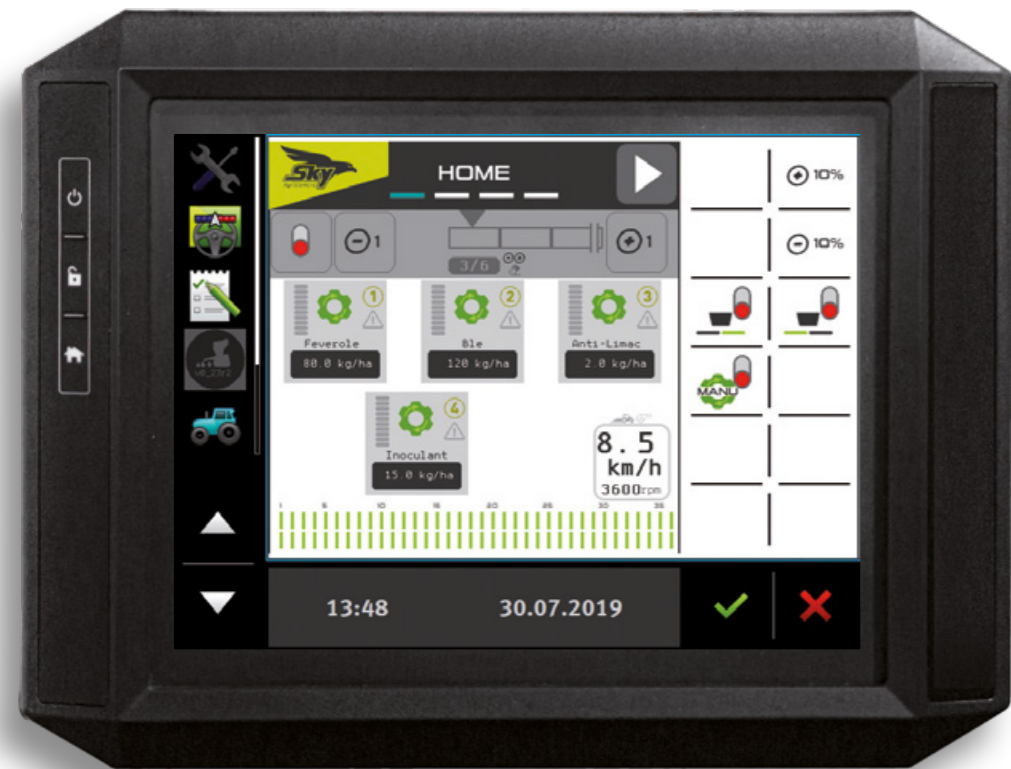 Sky
HOME
10%
1
3/6
1
10%
1
2
3
Feverole
Ble
Anti-Limac
80.0 kg/ha
120 kg/ha
2.0 kg/ha
MANU
4
Inoculant
15.0 kg/ha
8.5
km/h
3600rpm
1 5 10 15 20 25 30 35
13:48 30.07.2019